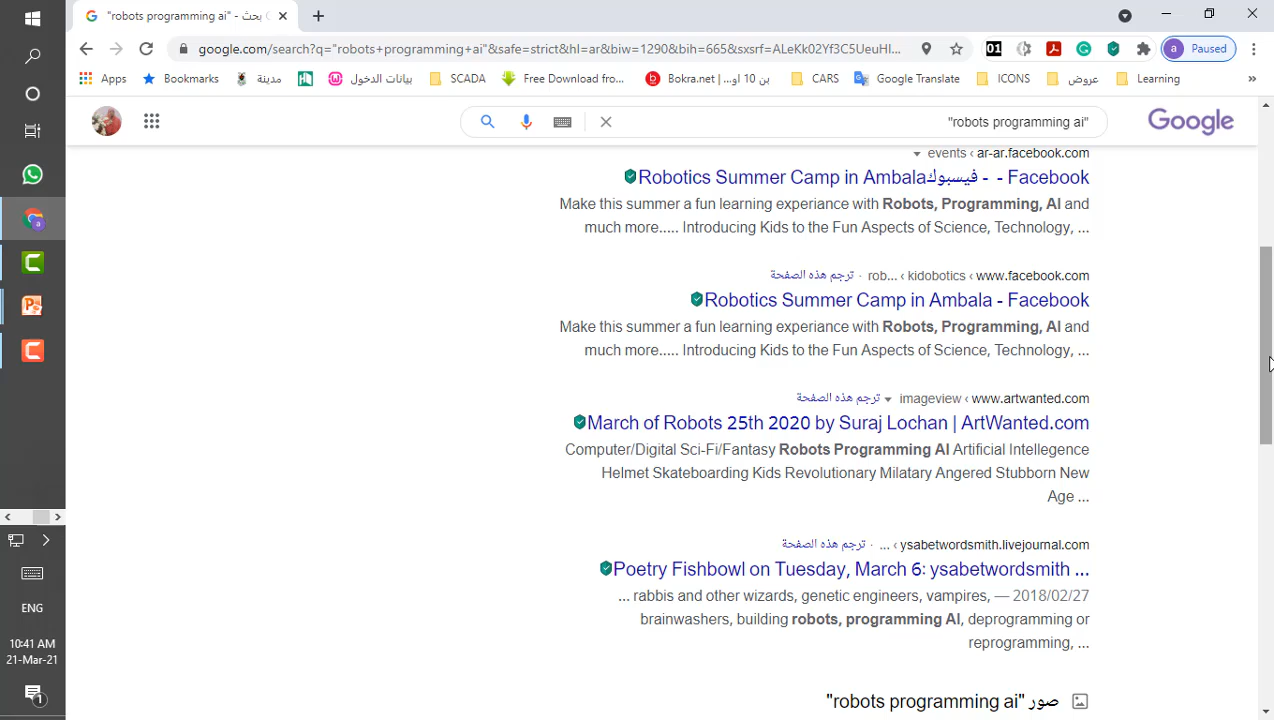 "robots programming ai" - بحث
google.com/search?q="robots+programming+ai"&safe=strict&hl=ar&biw=1290&bih=665&sxsrf=ALeKk02Yf3C5UeuHl...
01
a Paused
Apps
Bookmarks
مدينة
بيانات الدخول
SCADA
Free Download from...
Bokra.net | بن 10 او...
CARS
Google Translate
ICONS
عروض
Learning
»
"robots programming ai"
Google
events › ar-ar.facebook.com
Robotics Summer Camp in Ambala - فيسبوك - Facebook
Make this summer a fun learning experiance with Robots, Programming, AI and
much more..... Introducing Kids to the Fun Aspects of Science, Technology, ...
ترجم هذه الصفحة · rob... ‹ kidobotics ‹ www.facebook.com
Robotics Summer Camp in Ambala - Facebook
Make this summer a fun learning experiance with Robots, Programming, AI and
much more..... Introducing Kids to the Fun Aspects of Science, Technology, ...
ترجم هذه الصفحة imageview ‹ www.artwanted.com
March of Robots 25th 2020 by Suraj Lochan | ArtWanted.com
Computer/Digital Sci-Fi/Fantasy Robots Programming AI Artificial Intellegence
Helmet Skateboarding Kids Revolutionary Milatary Angered Stubborn New
Age ...
ترجم هذه الصفحة · ... ‹ ysabetwordsmith.livejournal.com
Poetry Fishbowl on Tuesday, March 6: ysabetwordsmith ...
... rabbis and other wizards, genetic engineers, vampires, — 2018/02/27
brainwashers, building robots, programming AI, deprogramming or
reprogramming, ...
صور "robots programming ai"
ENG
10:41 AM
21-Mar-21
1